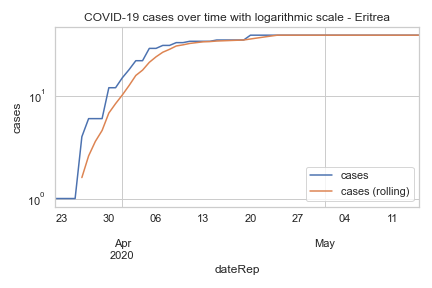 COVID-19 cases over time with logarithmic scale - Eritrea
cases
10¹
10⁰
cases
cases (rolling)
23 30 06 13 20 27 04 11
Apr May
2020
dateRep